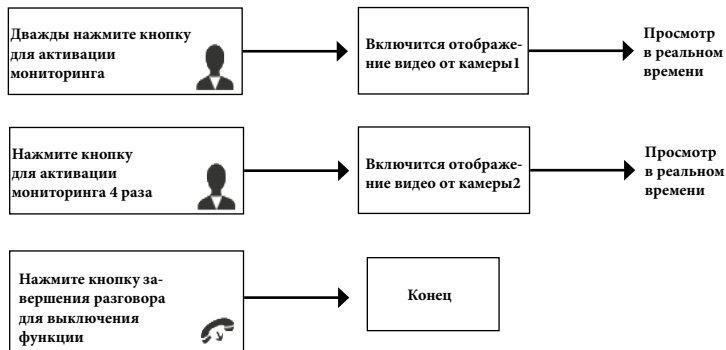 Дважды нажмите кнопку
для активации
мониторинга
Включится отображе-
ние видео от камеры1
Просмотр
в реальном
времени
Нажмите кнопку
для активации
мониторинга 4 раза
Включится отображе-
ние видео от камеры2
Просмотр
в реальном
времени
Нажмите кнопку за-
вершения разговора
для выключения
функции
Конец